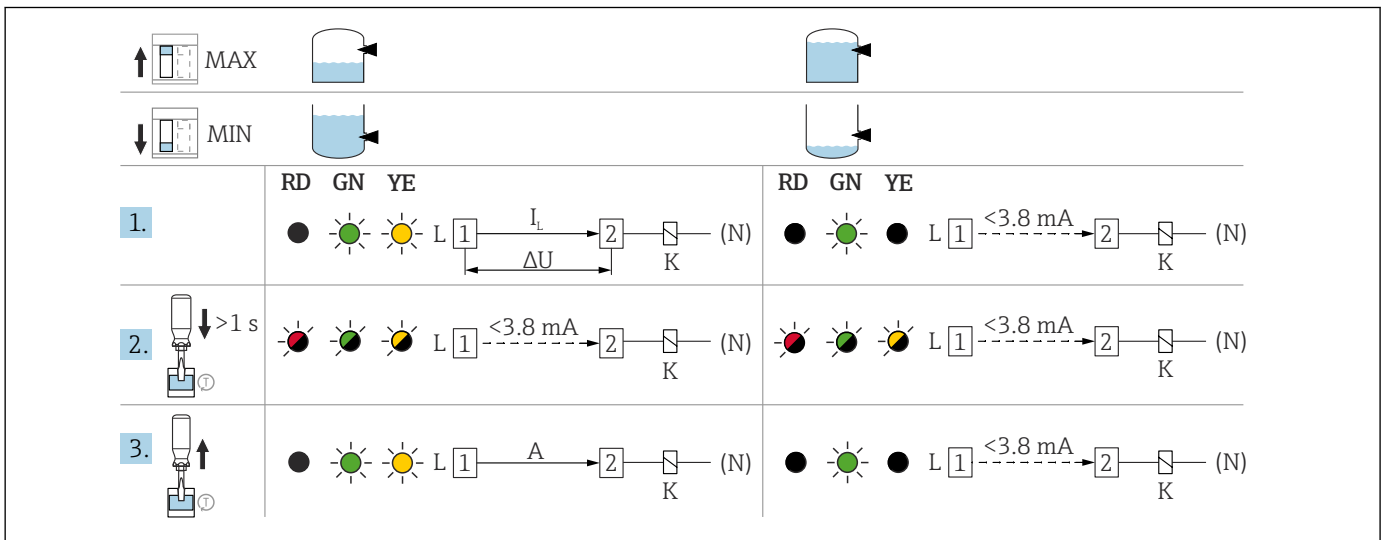 MAX
MIN
RD GN YE
RD GN YE
1.
L 1 I_L 2 (N)
ΔU K
L 1 <3.8 mA 2 (N)
K
2.
>1 s
T
L 1 <3.8 mA 2 (N)
K
L 1 <3.8 mA 2 (N)
K
3.
T
L 1 A 2 (N)
K
L 1 <3.8 mA 2 (N)
K